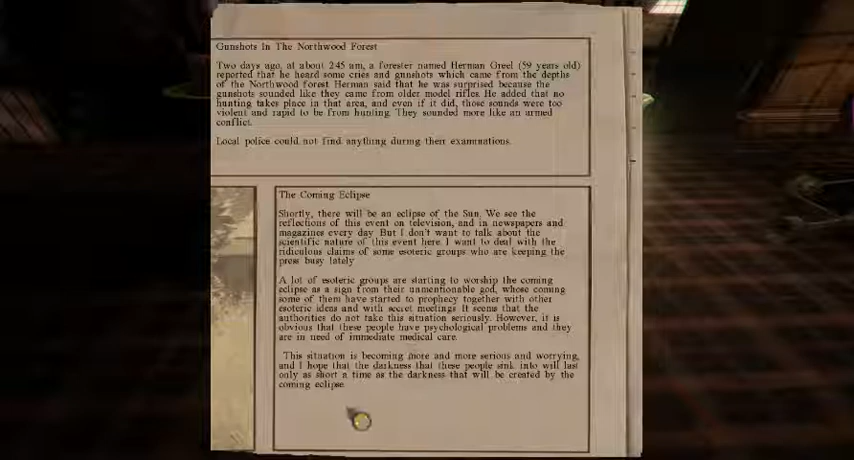 Gunshots In The Northwood Forest
Two days ago, at about 2.45 am, a forester named Herman Greel (59 years old)
reported that he heard some cries and gunshots which came from the depths
of the Northwood forest. Herman said that he was surprised because the
gunshots sounded like they came from older model rifles. He added that no
hunting takes place in that area, and even if it did, those sounds were too
violent and rapid to be from hunting. They sounded more like an armed
conflict.
Local police could not find anything during their examinations.
The Coming Eclipse
Shortly, there will be an eclipse of the Sun. We see the
reflections of this event on television, and in newspapers and
magazines every day. But I don't want to talk about the
scientific nature of this event here. I want to deal with the
ridiculous claims of some esoteric groups who are keeping the
press busy lately
A lot of esoteric groups are starting to worship the coming
eclipse as a sign from their unmentionable god, whose coming
some of them have started to prophecy together with other
esoteric ideas and with secret meetings. It seems that the
authorities do not take this situation seriously. However, it is
obvious that these people have psychological problems and they
are in need of immediate medical care.
This situation is becoming more and more serious and worrying,
and I hope that the darkness that these people sink into will last
only as short a time as the darkness that will be created by the
coming eclipse.